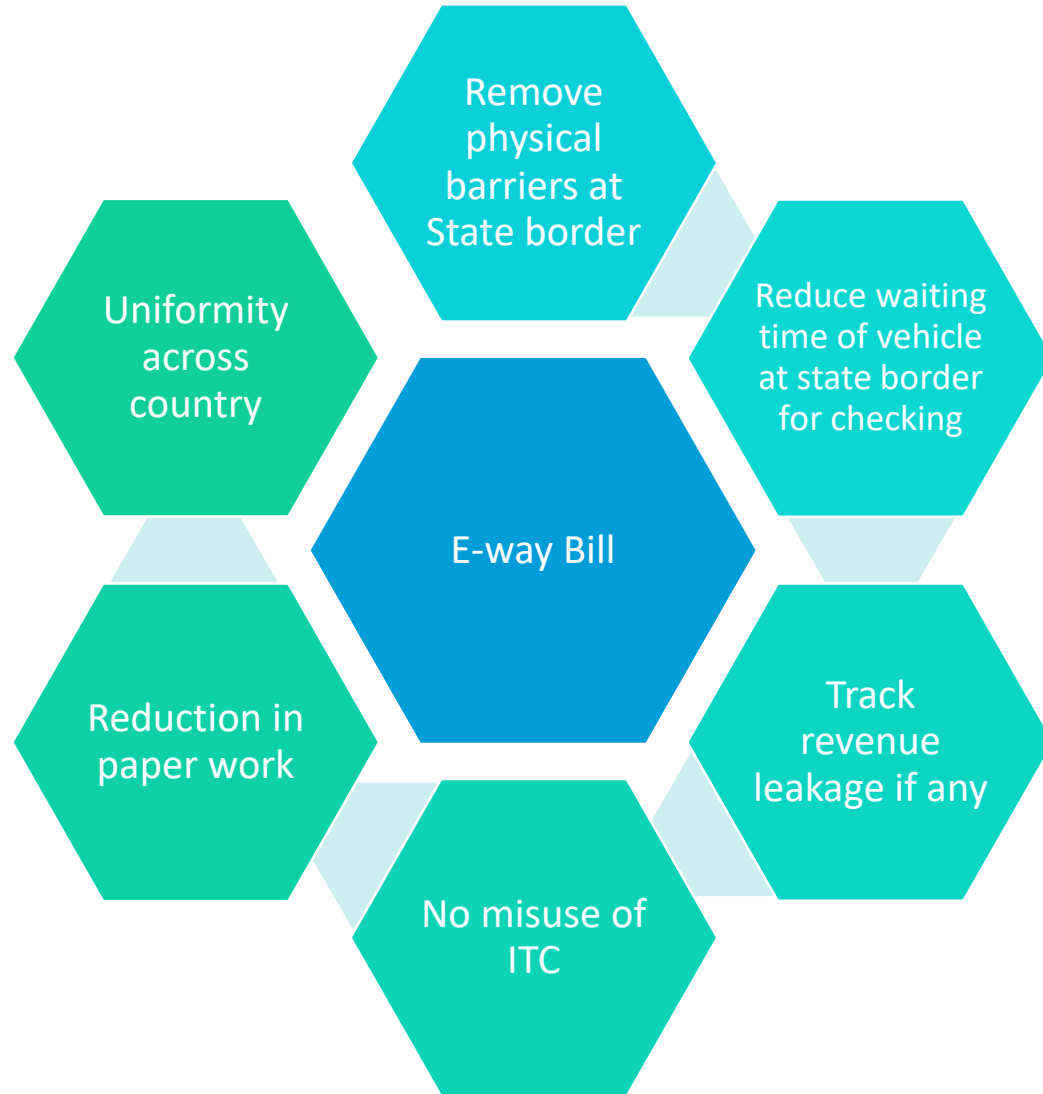 Remove
physical
barriers at
State border
Reduce waiting
time of vehicle
at state border
for checking
Track
revenue
leakage if any
No misuse of
ITC
Reduction in
paper work
Uniformity
across
country
E-way Bill